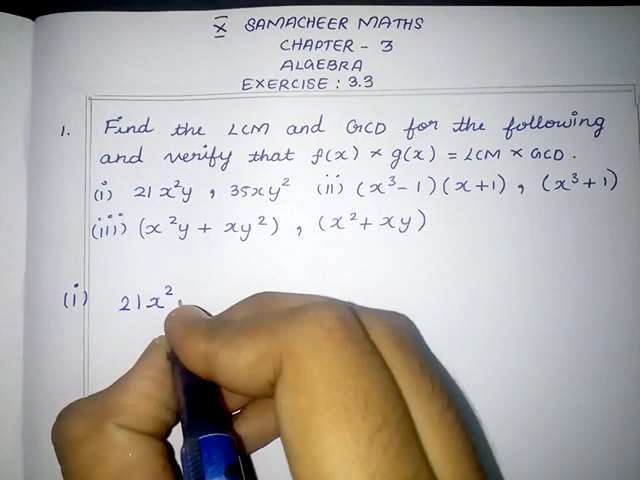 X SAMACHEER MATHS
CHAPTER - 3
ALGEBRA
EXERCISE : 3.3
1. Find the LCM and GCD for the following
and verify that f(x) × g(x) = LCM × GCD.
(i) 21x²y , 35xy² (ii) (x³-1)(x+1) , (x³+1)
(iii) (x²y + xy²) , (x²+xy)
(i) 21x²